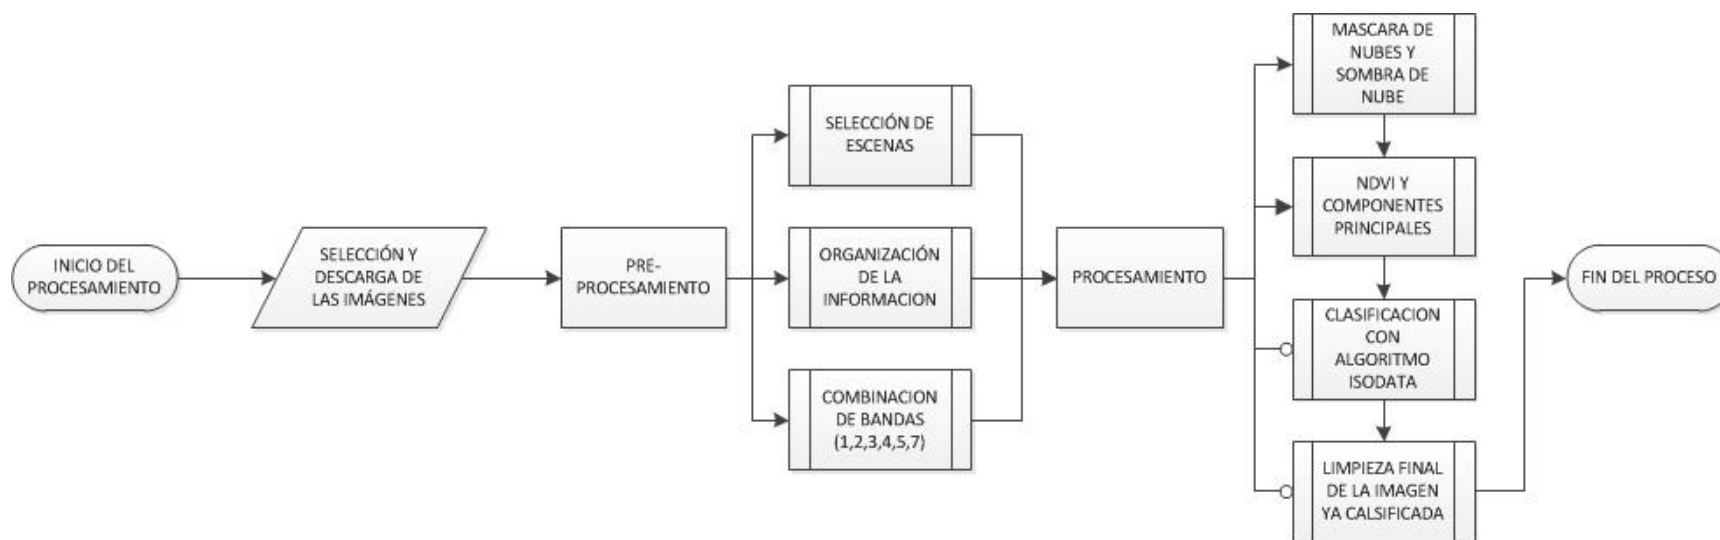 INICIO DEL
PROCESAMIENTO
SELECCIÓN Y
DESCARGA DE
LAS IMÁGENES
PRE-
PROCESAMIENTO
SELECCIÓN DE
ESCENAS
ORGANIZACIÓN
DE LA
INFORMACION
COMBINACION
DE BANDAS
(1,2,3,4,5,7)
PROCESAMIENTO
MASCARA DE
NUBES Y
SOMBRA DE
NUBE
NDVI Y
COMPONENTES
PRINCIPALES
CLASIFICACION
CON
ALGORITMO
ISODATA
LIMPIEZA FINAL
DE LA IMAGEN
YA CALSIFICADA
FIN DEL PROCESO